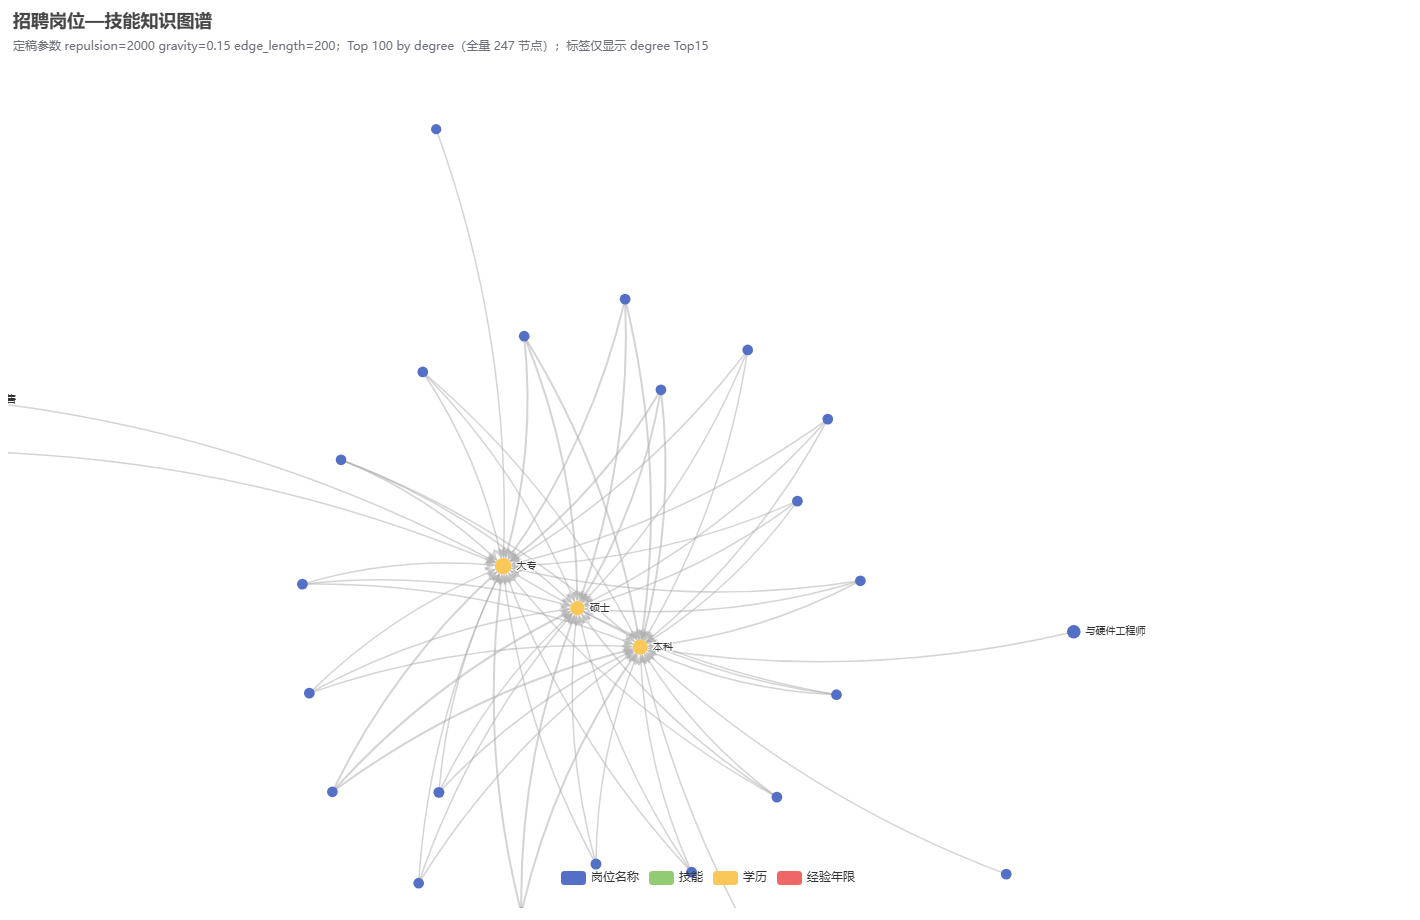 招聘岗位—技能知识图谱
定稿参数 repulsion=2000 gravity=0.15 edge_length=200；Top 100 by degree（全量 247 节点）；标签仅显示 degree Top15
大专
硕士
与硬件工程师
本科
岗位名称 技能 学历 经验年限